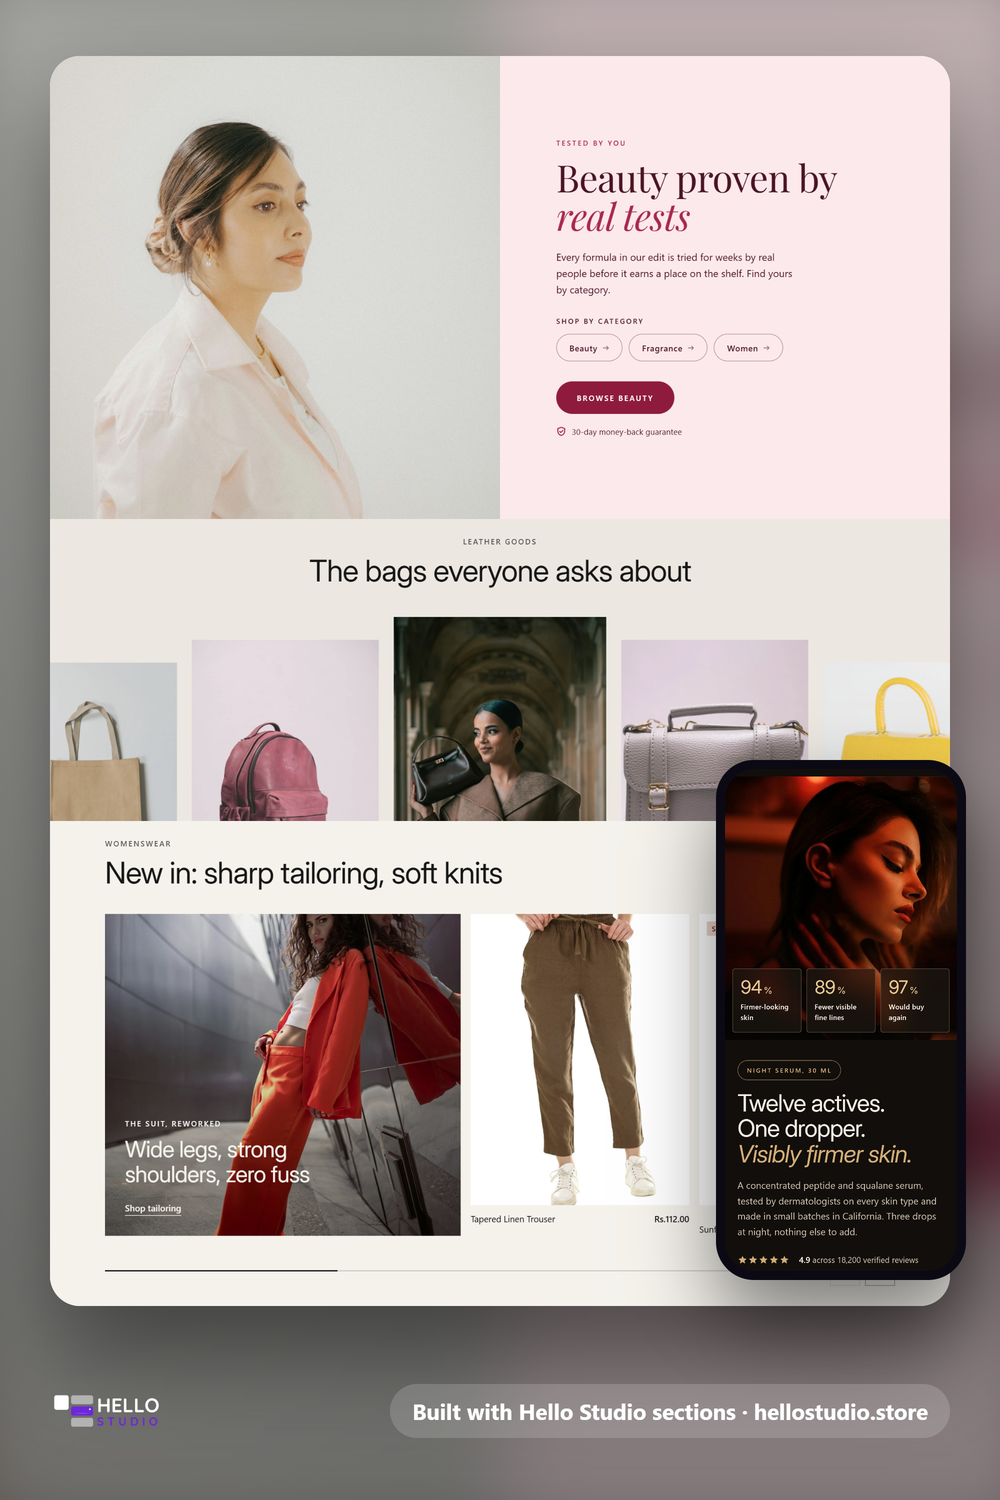 TESTED BY YOU
Beauty proven by
real tests
Every formula in our edit is tried for weeks by real
people before it earns a place on the shelf. Find yours
by category.
SHOP BY CATEGORY
Beauty →
Fragrance →
Women →
BROWSE BEAUTY
30-day money-back guarantee
LEATHER GOODS
The bags everyone asks about
WOMENSWEAR
New in: sharp tailoring, soft knits
THE SUIT, REWORKED
Wide legs, strong
shoulders, zero fuss
Shop tailoring
Tapered Linen Trouser
Rs.112.00
94%
Firmer-looking
skin
89%
Fewer visible
fine lines
97%
Would buy
again
NIGHT SERUM, 30 ML
Twelve actives.
One dropper.
Visibly firmer skin.
A concentrated peptide and squalane serum,
tested by dermatologists on every skin type and
made in small batches in California. Three drops
at night, nothing else to add.
★★★★★ 4.9 across 18,200 verified reviews
HELLO
STUDIO
Built with Hello Studio sections · hellostudio.store